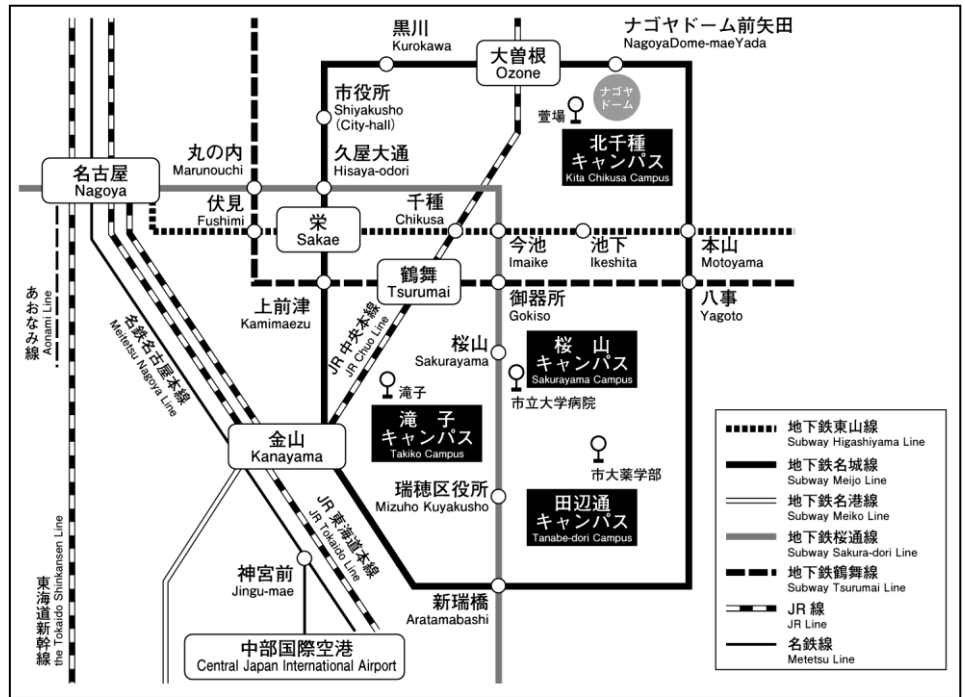 黒川
Kurokawa
大曽根
Ozone
ナゴヤドーム前矢田
NagoyaDome-maeYada
ナゴヤ
ドーム
市役所
Shiyakusho
(City-hall)
萱場
北千種
キャンパス
Kita Chikusa Campus
名古屋
Nagoya
丸の内
Marunouchi
久屋大通
Hisaya-odori
伏見
Fushimi
栄
Sakae
千種
Chikusa
今池
Imaike
池下
Ikeshita
本山
Motoyama
上前津
Kamimaezu
鶴舞
Tsurumai
御器所
Gokiso
八事
Yagoto
あおなみ線
Aonami Line
名鉄名古屋本線
Meitetsu Nagoya Line
JR 中央本線
JR Chuo Line
桜山
Sakurayama
桜 山
キャンパス
Sakurayama Campus
滝子
市立大学病院
滝 子
キャンパス
Takiko Campus
金山
Kanayama
市大薬学部
瑞穂区役所
Mizuho Kuyakusho
田辺通
キャンパス
Tanabe-dori Campus
JR 東海道本線
JR Tokaido Line
東海道新幹線
the Tokaido Shinkansen Line
神宮前
Jingu-mae
新瑞橋
Aratamabashi
中部国際空港
Central Japan International Airport
地下鉄東山線
Subway Higashiyama Line
地下鉄名城線
Subway Meijo Line
地下鉄名港線
Subway Meiko Line
地下鉄桜通線
Subway Sakura-dori Line
地下鉄鶴舞線
Subway Tsurumai Line
JR 線
JR Line
名鉄線
Metetsu Line